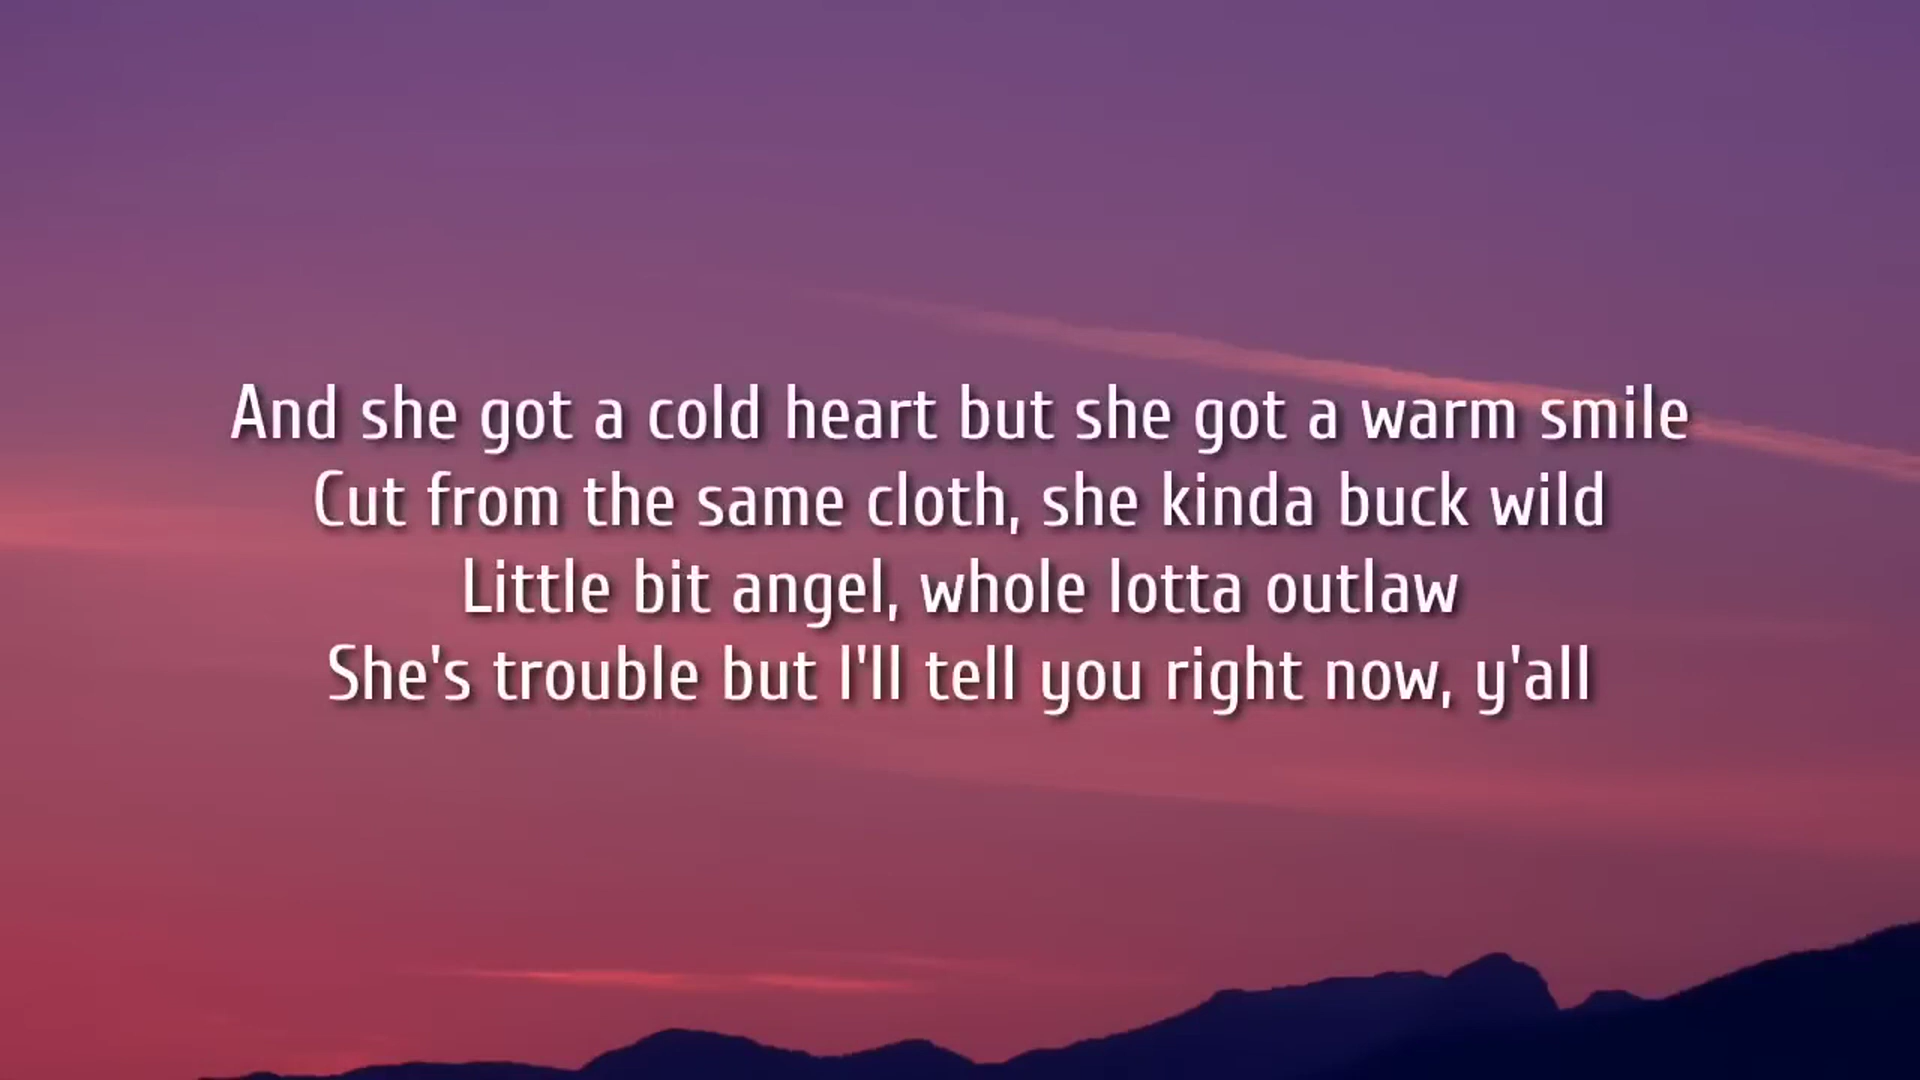 And she got a cold heart but she got a warm smile
Cut from the same cloth, she kinda buck wild
Little bit angel, whole lotta outlaw
She's trouble but I'll tell you right now, y'all